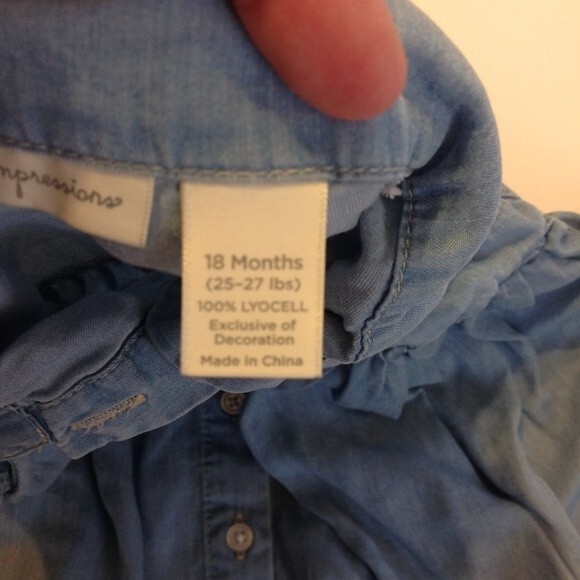 mpressions®
18 Months
(25-27 lbs)
100% LYOCELL
Exclusive of
Decoration
Made in China